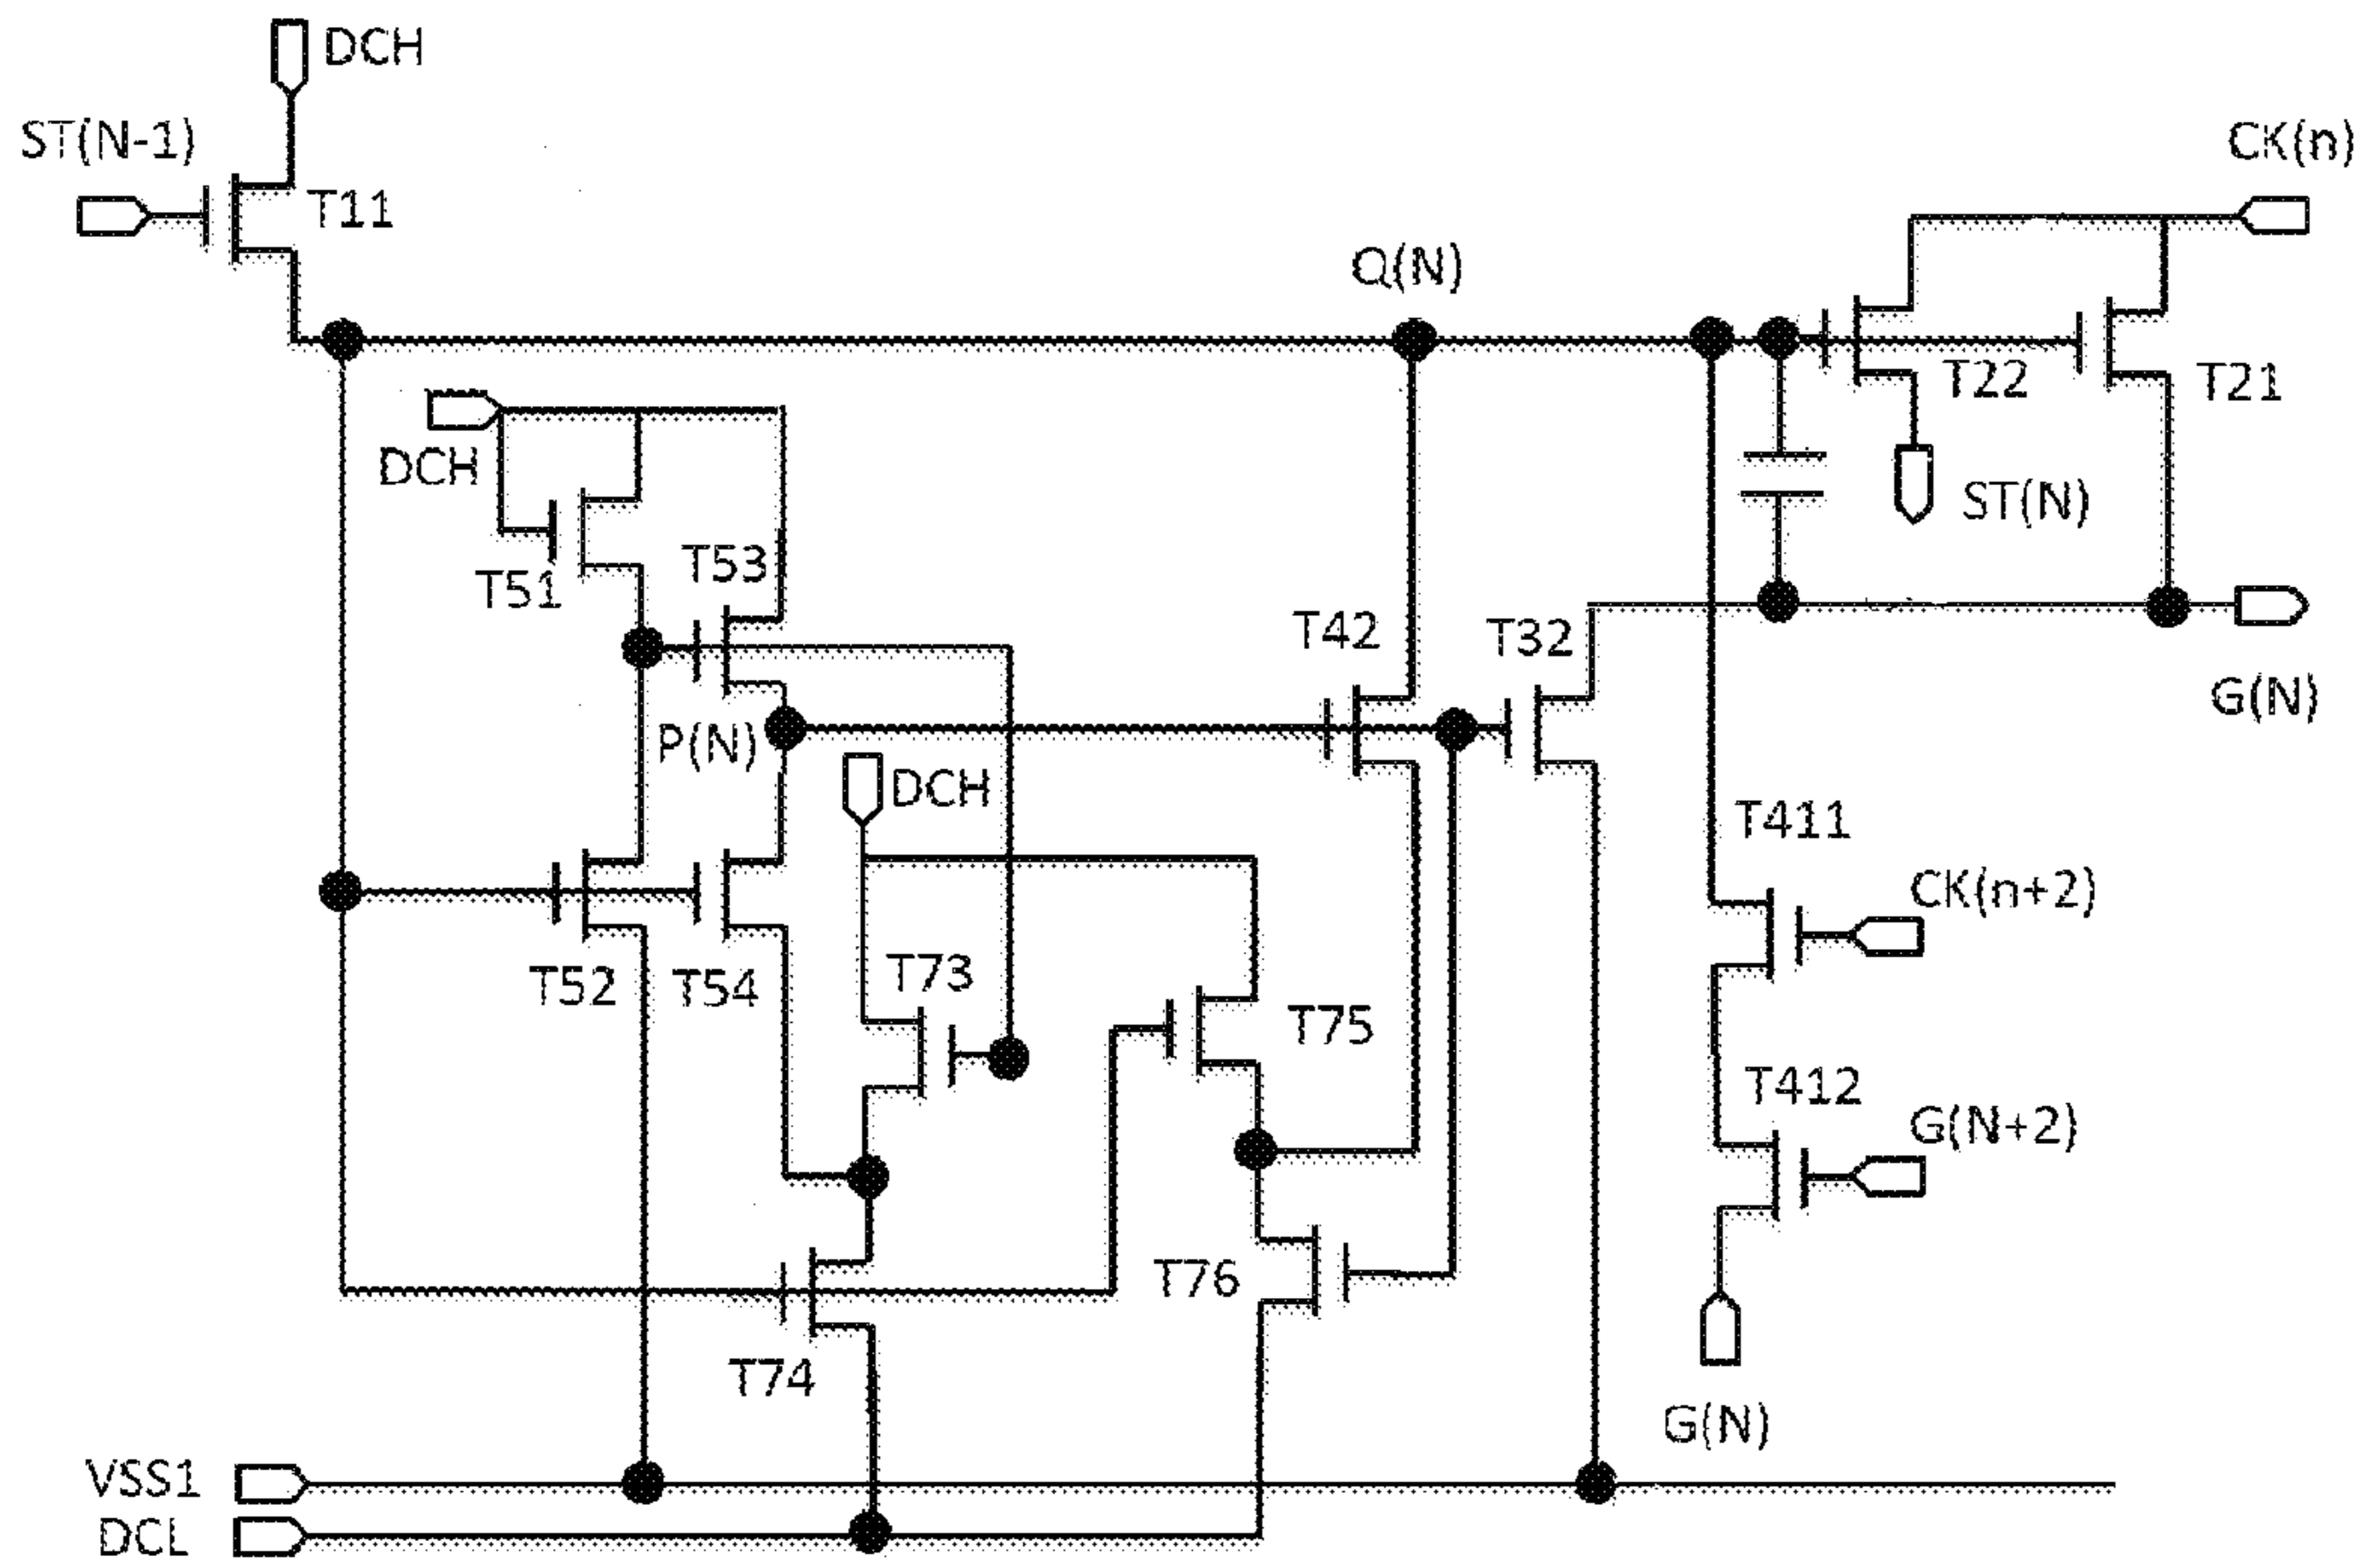 DCH
ST(N-1)
CK(n)
T11
Q(N)
T22
T21
DCH
ST(N)
T53
T51
T42
T32
G(N)
P(N)
DCH
T411
CK(n+2)
T73
T52
T54
T75
T412
G(N+2)
T76
T74
G(N)
VSS1
DCL